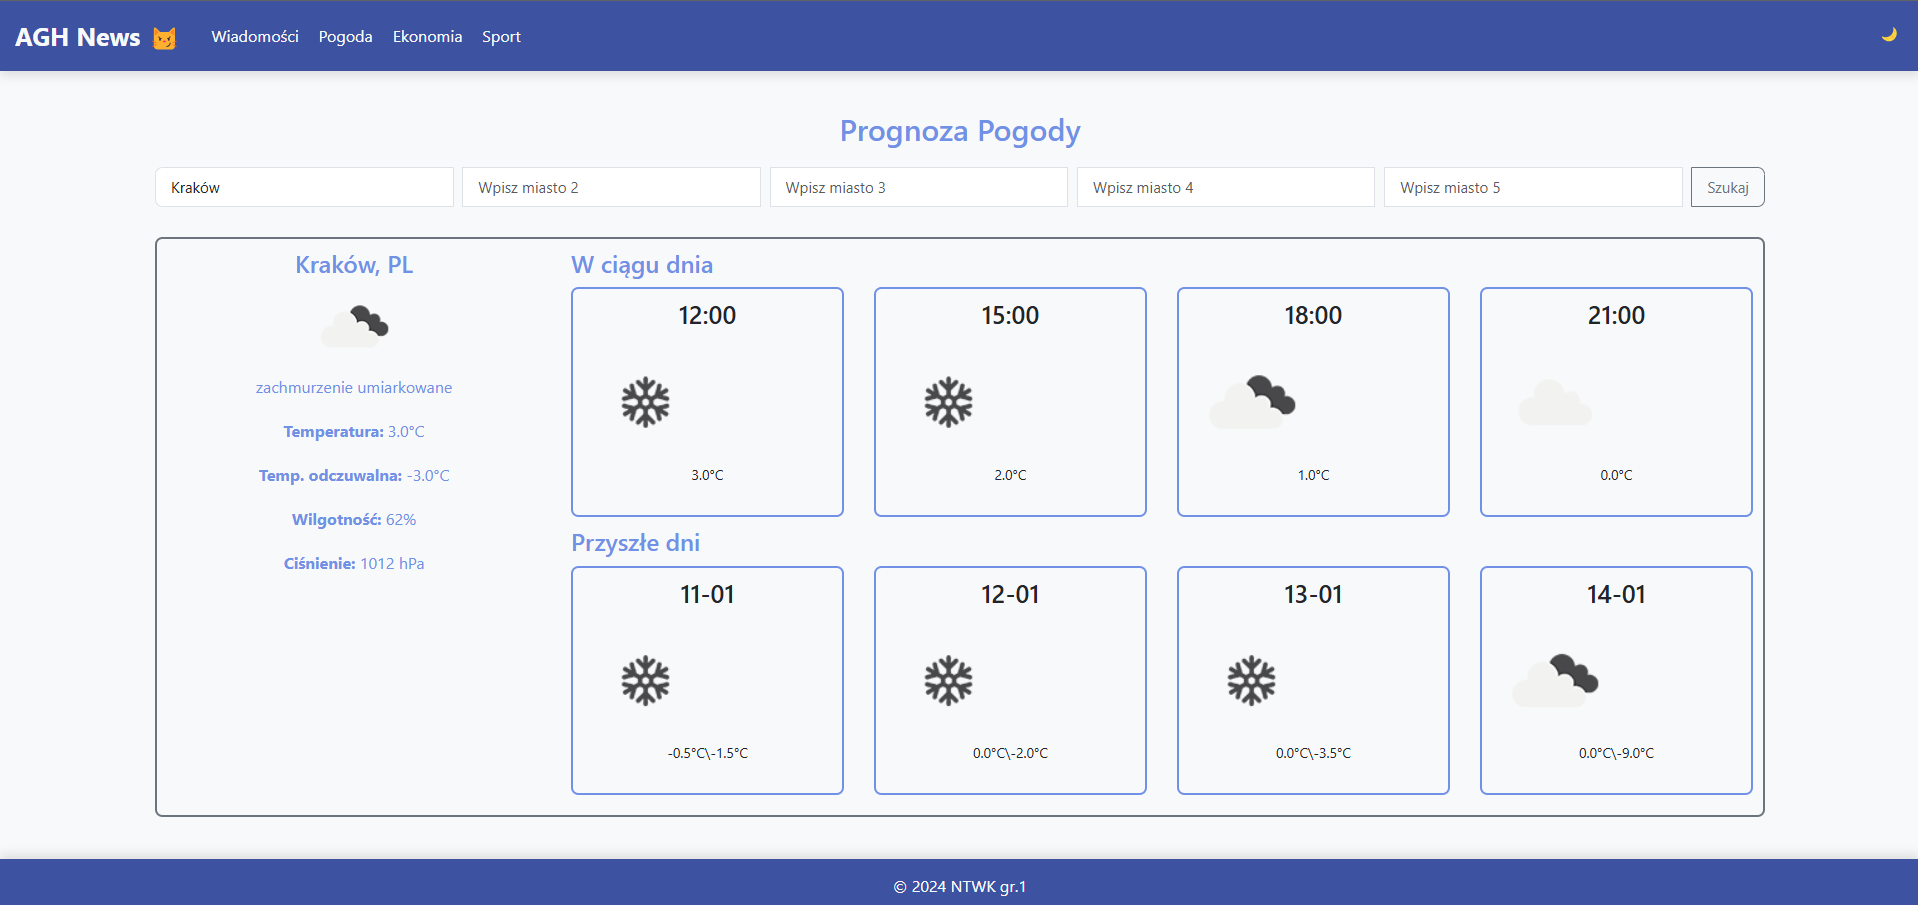 AGH News
Wiadomości
Pogoda
Ekonomia
Sport
Prognoza Pogody
Kraków
Wpisz miasto 2
Wpisz miasto 3
Wpisz miasto 4
Wpisz miasto 5
Szukaj
Kraków, PL
zachmurzenie umiarkowane
Temperatura: 3.0°C
Temp. odczuwalna: -3.0°C
Wilgotność: 62%
Ciśnienie: 1012 hPa
W ciągu dnia
12:00
3.0°C
15:00
2.0°C
18:00
1.0°C
21:00
0.0°C
Przyszłe dni
11-01
-0.5°C\-1.5°C
12-01
0.0°C\-2.0°C
13-01
0.0°C\-3.5°C
14-01
0.0°C\-9.0°C
© 2024 NTWK gr.1